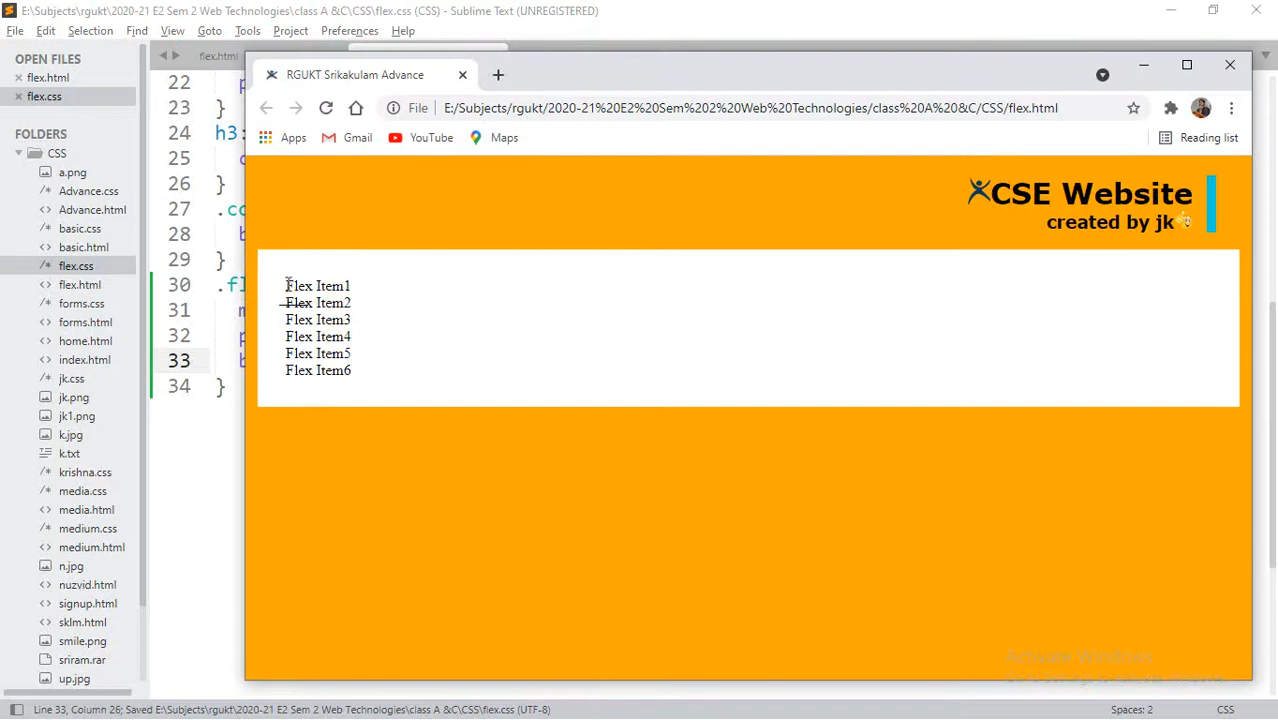 E:\Subjects\rgukt\2020-21 E2 Sem 2 Web Technologies\class A &C\CSS\flex.css (CSS) - Sublime Text (UNREGISTERED)
File Edit Selection Find View Goto Tools Project Preferences Help
OPEN FILES
flex.html
flex.css
FOLDERS
CSS
a.png
Advance.css
Advance.html
basic.css
basic.html
flex.css
flex.html
forms.css
forms.html
home.html
index.html
jk.css
jk.png
jk1.png
k.jpg
k.txt
krishna.css
media.css
media.html
medium.css
medium.html
n.jpg
nuzvid.html
signup.html
sklm.html
smile.png
sriram.rar
up.jpg
flex.html
22 p
23 }
24 h3:
25 c
26 }
27 .co
28 b
29 }
30 .fl
31 m
32 p
33 b
34 }
RGUKT Srikakulam Advance
File E:/Subjects/rgukt/2020-21%20E2%20Sem%202%20Web%20Technologies/class%20A%20&C/CSS/flex.html
Apps Gmail YouTube Maps Reading list
CSE Website
created by jk
Flex Item1
Flex Item2
Flex Item3
Flex Item4
Flex Item5
Flex Item6
Activate Windows
Line 33, Column 26; Saved E:\Subjects\rgukt\2020-21 E2 Sem 2 Web Technologies\class A &C\CSS\flex.css (UTF-8) Spaces: 2 CSS